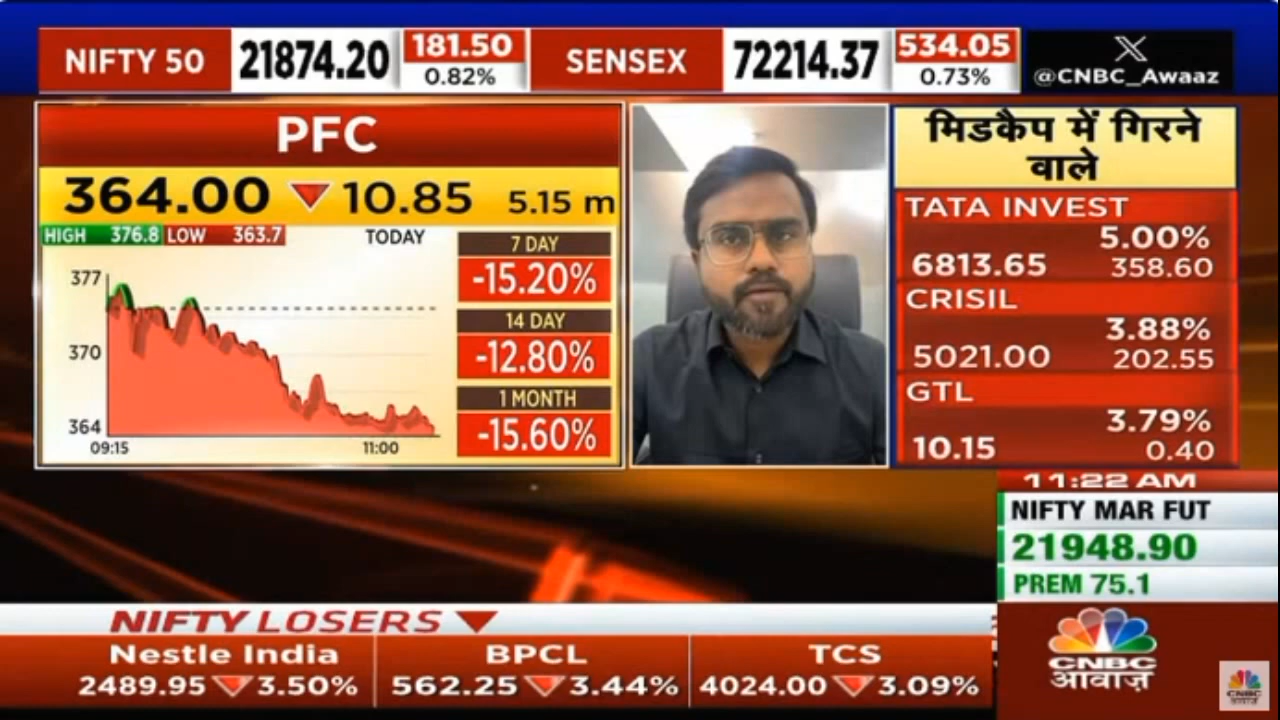 NIFTY 50 21874.20 181.50 0.82% SENSEX 72214.37 534.05 0.73% X @CNBC_Awaaz
PFC
364.00 10.85 5.15 m
HIGH 376.8 LOW 363.7 TODAY
377
370
364
09:15 11:00
7 DAY
-15.20%
14 DAY
-12.80%
1 MONTH
-15.60%
मिडकैप में गिरने
वाले
TATA INVEST
5.00%
6813.65 358.60
CRISIL
3.88%
5021.00 202.55
GTL
3.79%
10.15 0.40
11:22 AM
NIFTY MAR FUT
21948.90
PREM 75.1
NIFTY LOSERS
Nestle India BPCL TCS
2489.95 3.50% 562.25 3.44% 4024.00 3.09%
CNBC
आवाज़
CNBC
आवाज़